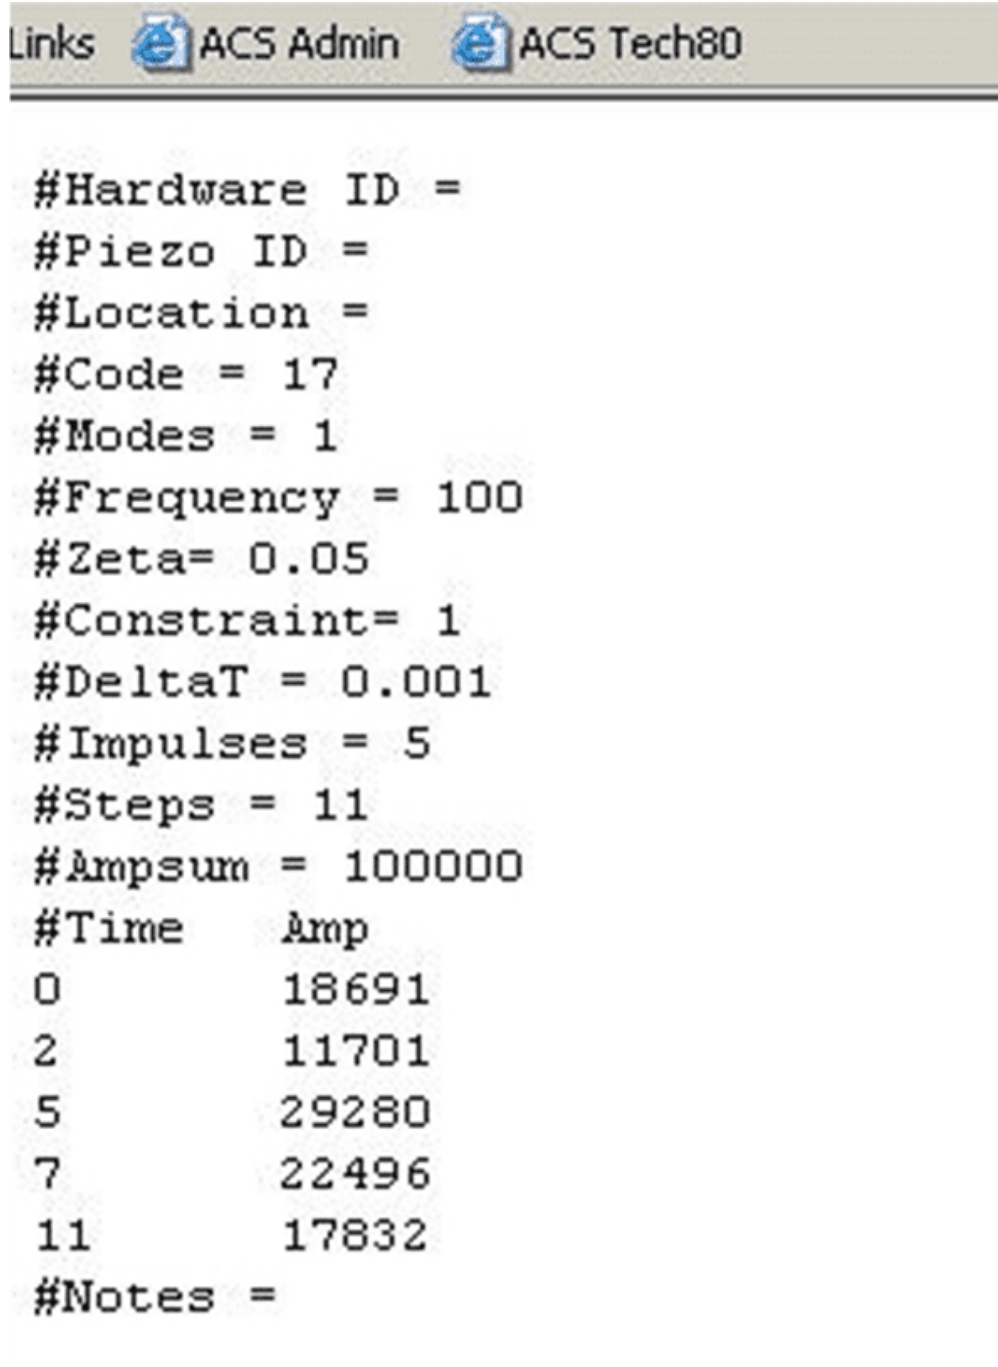 Links ACS Admin ACS Tech80
#Hardware ID =
#Piezo ID =
#Location =
#Code = 17
#Modes = 1
#Frequency = 100
#Zeta= 0.05
#Constraint= 1
#DeltaT = 0.001
#Impulses = 5
#Steps = 11
#Ampsum = 100000
#Time Amp
0 18691
2 11701
5 29280
7 22496
11 17832
#Notes =